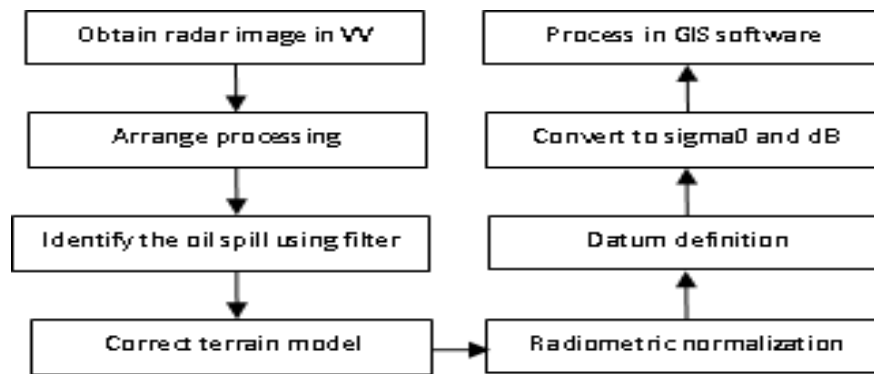 Obtain radar image in VV
Arrange processing
Identify the oil spill using filter
Correct terrain model
Radiometric normalization
Datum definition
Convert to sigma0 and dB
Process in GIS software